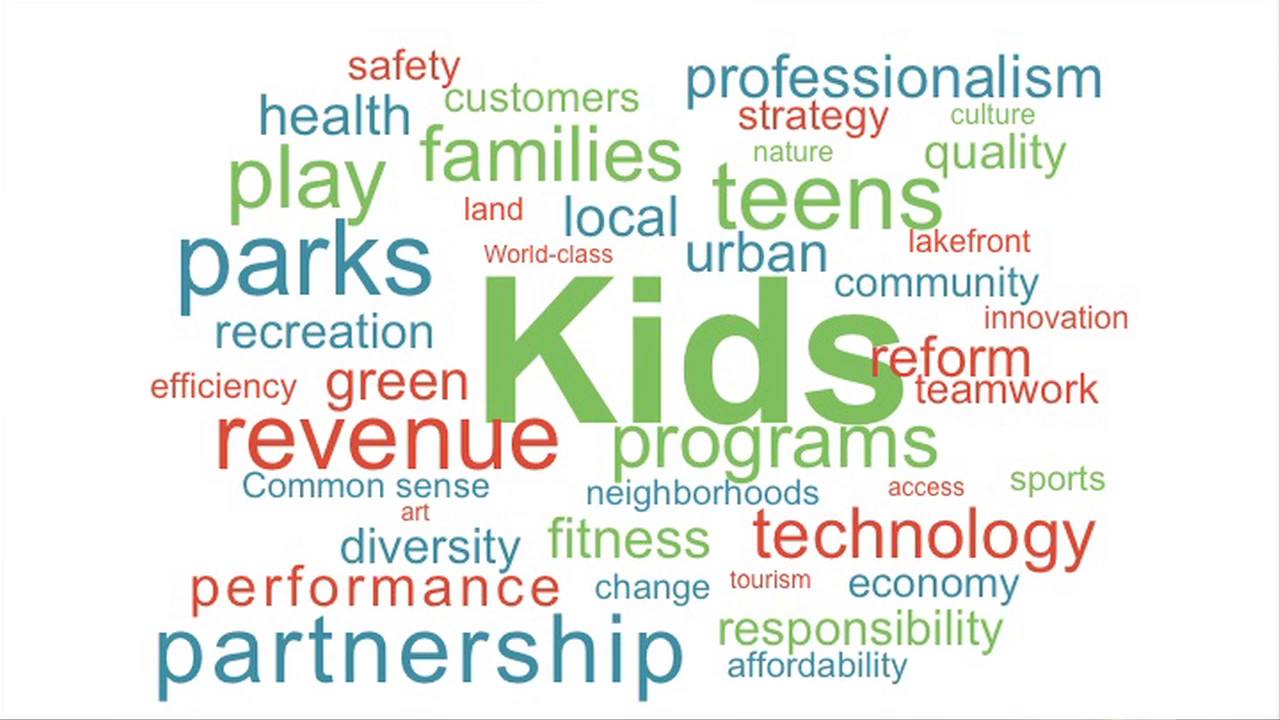 safety
professionalism
customers
health
strategy
culture
families
nature
quality
play
teens
land
local
parks
urban
lakefront
World-class
community
Kids
innovation
recreation
reform
efficiency
green
teamwork
revenue
programs
Common sense
neighborhoods
access
sports
art
diversity
fitness
technology
performance
change
tourism
economy
partnership
responsibility
affordability